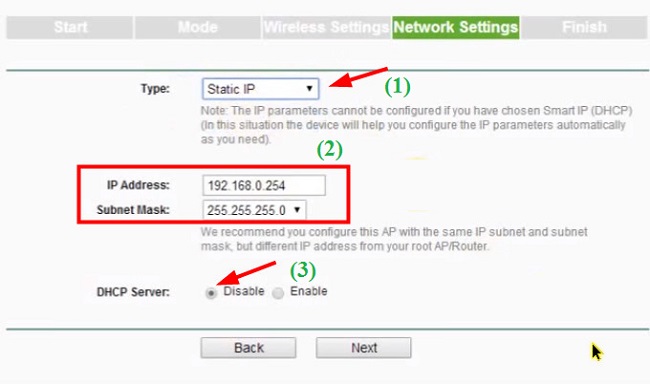 Start Mode Wireless Settings Network Settings Finish
Type: Static IP (1)
Note: The IP parameters cannot be configured if you have chosen Smart IP (DHCP)
(In this situation the device will help you configure the IP parameters automatically
as you need).
(2)
IP Address: 192.168.0.254
Subnet Mask: 255.255.255.0
We recommend you configure this AP with the same IP subnet and subnet
mask, but different IP address from your root AP/Router.
(3)
DHCP Server: Disable Enable
Back Next